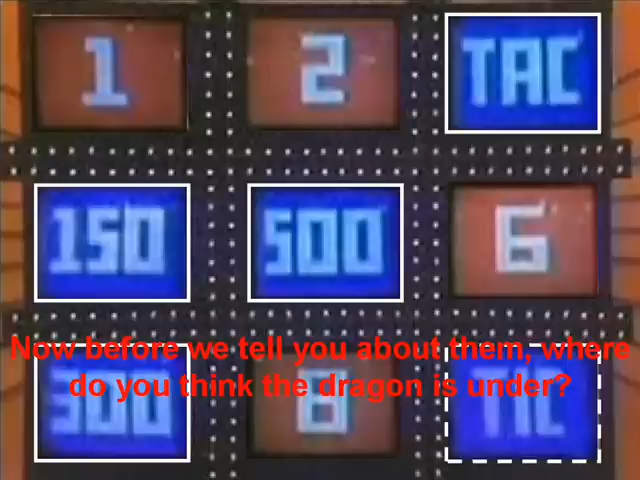 1 2 TAC
150 500 6
Now before we tell you about them, where
do you think the dragon is under?
300 8 TIC